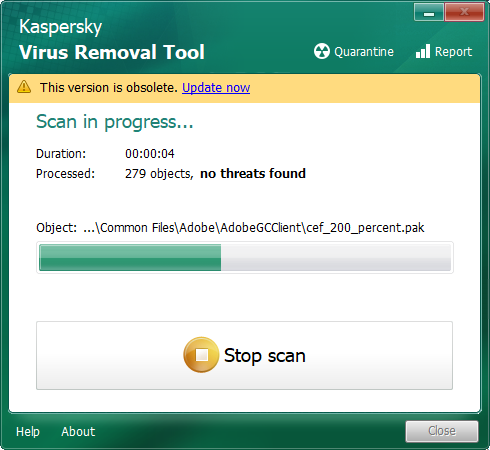 Kaspersky
Virus Removal Tool
Quarantine
Report
This version is obsolete. Update now
Scan in progress...
Duration: 00:00:04
Processed: 279 objects, no threats found
Object: ...\Common Files\Adobe\AdobeGCClient\cef_200_percent.pak
Stop scan
Help
About
Close